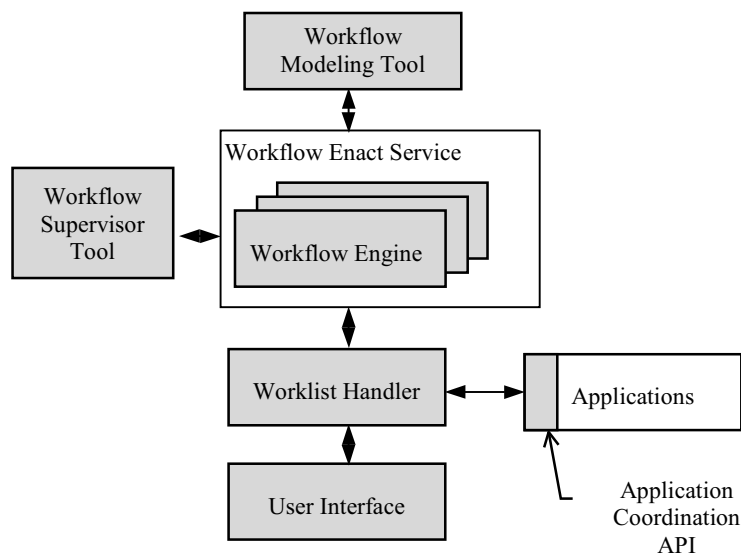 Workflow
Modeling Tool
Workflow Enact Service
Workflow
Supervisor
Tool
Workflow Engine
Worklist Handler
Applications
User Interface
Application
Coordination
API